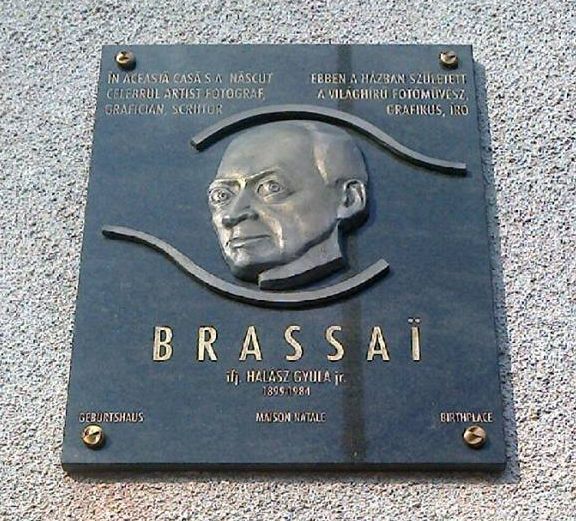 ÎN ACEASTĂ CASĂ S-A NĂSCUT
CELEBRUL ARTIST FOTOGRAF,
GRAFICIAN, SCRIITOR
EBBEN A HÁZBAN SZÜLETETT
A VILÁGHÍRŰ FOTÓMŰVÉSZ,
GRAFIKUS, ÍRÓ
BRASSAÏ
ifj. HALÁSZ GYULA jr.
1899-1984
GEBURTSHAUS MAISON NATALE BIRTHPLACE